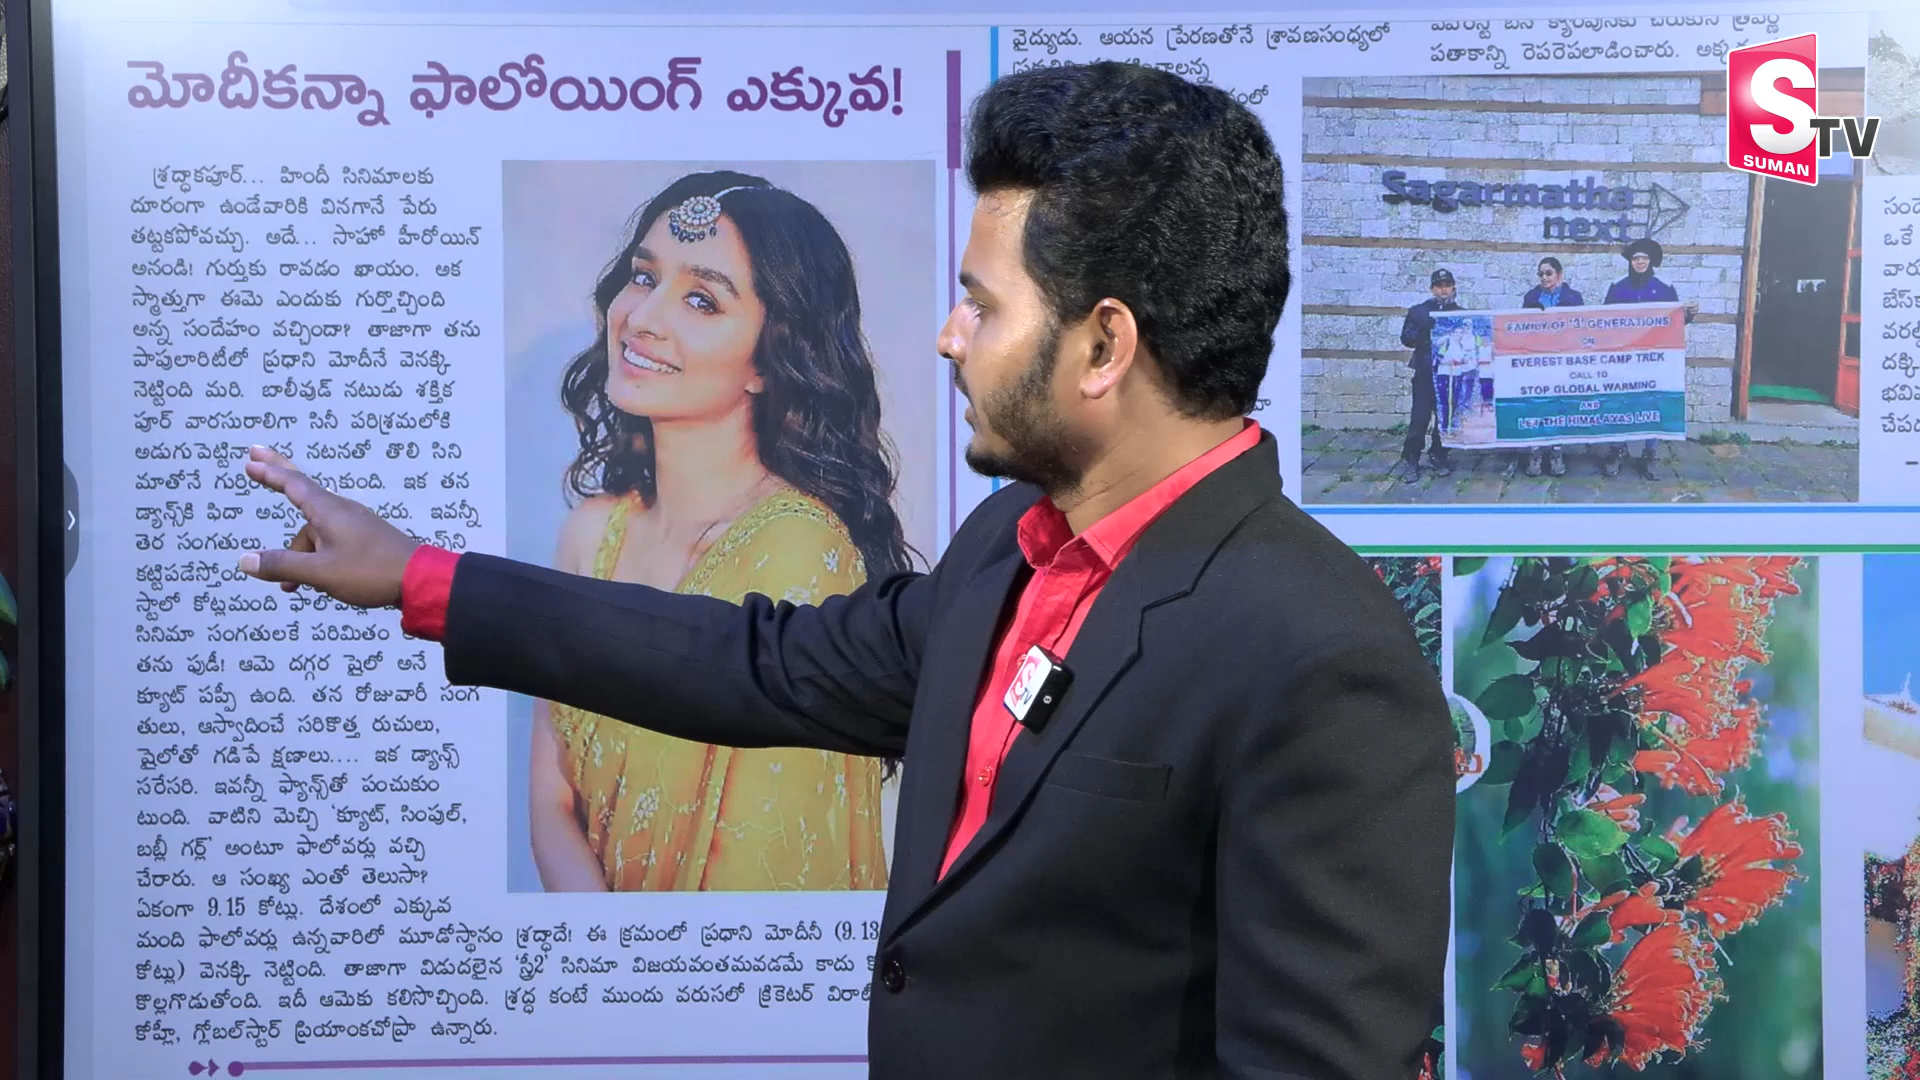 మోదీకన్నా ఫాలోయింగ్ ఎక్కువ!
శ్రద్ధాకపూర్... హిందీ సినిమాలకు
దూరంగా ఉండేవారికి వినగానే పేరు
తట్టకపోవచ్చు. అదే... సాహో హీరోయిన్
అనండి! గుర్తుకు రావడం ఖాయం. అక
స్మాత్తుగా ఈమె ఎందుకు గుర్తొచ్చింది
అన్న సందేహం వచ్చిందా? తాజాగా తను
పాపులారిటీలో ప్రధాని మోదీనే వెనక్కి
నెట్టింది మరి. బాలీవుడ్ నటుడు శక్తిక
పూర్ వారసురాలిగా సినీ పరిశ్రమలోకి
అడుగుపెట్టినా నటనతో తొలి సిని
మాతోనే ఇక తన
డ్యాన్స్‌కి ఫిదా
తెర సంగతులు.
కట్టిపడేస్తోంది
స్టాలో కోట్లమంది
సినిమా సంగతులకే పరిమితం
తను ఫుడీ! ఆమె దగ్గర షైలో అనే
క్యూట్ పప్పీ ఉంది. తన రోజువారీ సంగ
తులు, ఆస్వాదించే సరికొత్త రుచులు,
షైలోతో గడిపే క్షణాలు.... ఇక డ్యాన్స్
సరేసరి. ఇవన్నీ ఫ్యాన్స్‌తో పంచుకుం
టుంది. వాటిని మెచ్చి 'క్యూట్, సింపుల్,
బబ్లీ గర్ల్' అంటూ ఫాలోవర్లు వచ్చి
చేరారు. ఆ సంఖ్య ఎంతో తెలుసా?
ఏకంగా 9.15 కోట్లు. దేశంలో ఎక్కువ
మంది ఫాలోవర్లు ఉన్నవారిలో మూడోస్థానం శ్రద్ధాదే! ఈ క్రమంలో ప్రధాని మోదీనీ (9.13
కోట్లు) వెనక్కి నెట్టింది. తాజాగా విడుదలైన 'స్త్రీ2' సినిమా విజయవంతమవడమే కాదు
కొల్లగొడుతోంది. ఇదీ ఆమెకు కలిసొచ్చింది. శ్రద్ధ కంటే ముందు వరుసలో క్రికెటర్ విరాట్
కోహ్లీ, గ్లోబల్‌స్టార్ ప్రియాంకచోప్రా ఉన్నారు.
వైద్యుడు. ఆయన ప్రేరణతోనే శ్రావణసంధ్యలో
పతాకాన్ని రెపరెపలాడించారు.
Sagarmatha
next
FAMILY OF '3' GENERATIONS
ON
EVEREST BASE CAMP TREK
CALL TO
STOP GLOBAL WARMING
AND
LET THE HIMALAYAS LIVE
S TV
SUMAN
ఒకే
S TV